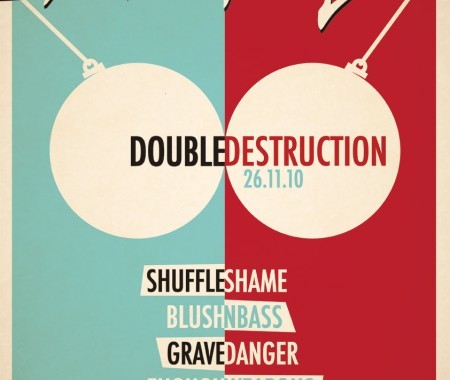 DOUBLEDESTRUCTION
26.11.10
SHUFFLESHAME
BLUSHNBASS
GRAVEDANGER